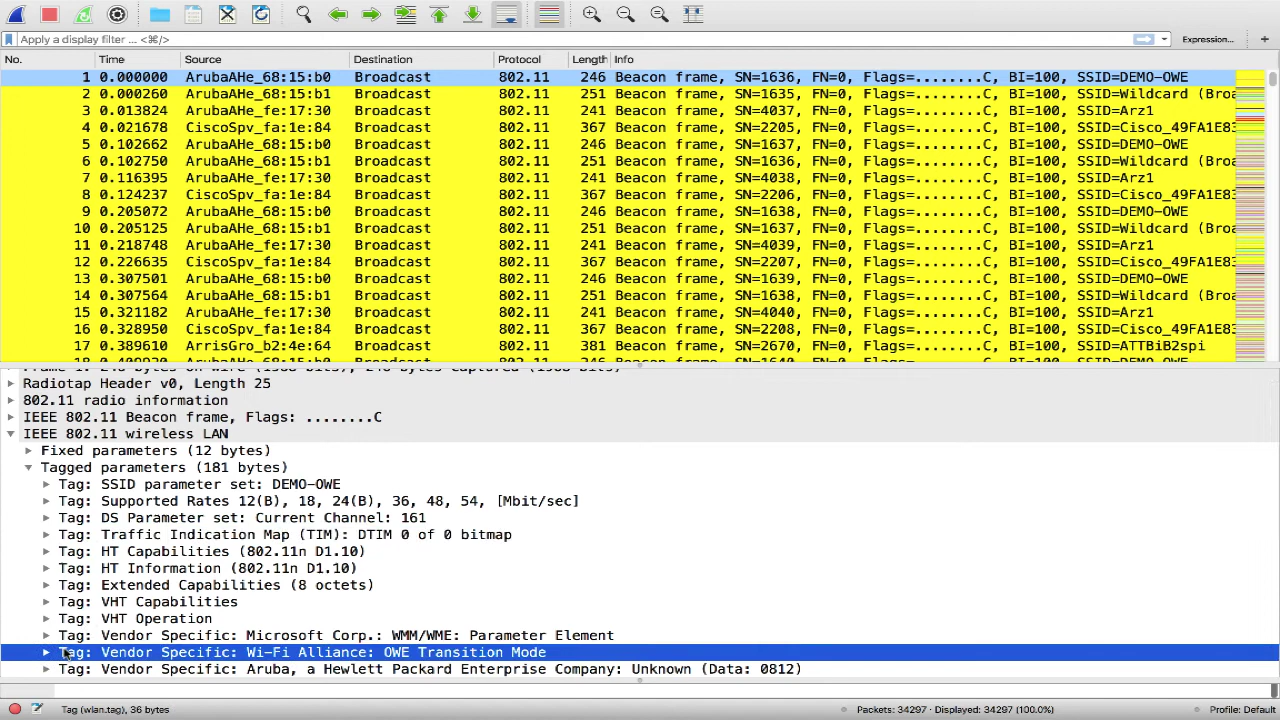 Apply a display filter ... <⌘/>
Expression...
+
No. Time Source Destination Protocol Length Info
1 0.000000 ArubaAHe_68:15:b0 Broadcast 802.11 246 Beacon frame, SN=1636, FN=0, Flags=........C, BI=100, SSID=DEMO-OWE
2 0.000260 ArubaAHe_68:15:b1 Broadcast 802.11 251 Beacon frame, SN=1635, FN=0, Flags=........C, BI=100, SSID=Wildcard (Broa
3 0.013824 ArubaAHe_fe:17:30 Broadcast 802.11 241 Beacon frame, SN=4037, FN=0, Flags=........C, BI=100, SSID=Arz1
4 0.021678 CiscoSpv_fa:1e:84 Broadcast 802.11 367 Beacon frame, SN=2205, FN=0, Flags=........C, BI=100, SSID=Cisco_49FA1E83
5 0.102662 ArubaAHe_68:15:b0 Broadcast 802.11 246 Beacon frame, SN=1637, FN=0, Flags=........C, BI=100, SSID=DEMO-OWE
6 0.102750 ArubaAHe_68:15:b1 Broadcast 802.11 251 Beacon frame, SN=1636, FN=0, Flags=........C, BI=100, SSID=Wildcard (Broa
7 0.116395 ArubaAHe_fe:17:30 Broadcast 802.11 241 Beacon frame, SN=4038, FN=0, Flags=........C, BI=100, SSID=Arz1
8 0.124237 CiscoSpv_fa:1e:84 Broadcast 802.11 367 Beacon frame, SN=2206, FN=0, Flags=........C, BI=100, SSID=Cisco_49FA1E83
9 0.205072 ArubaAHe_68:15:b0 Broadcast 802.11 246 Beacon frame, SN=1638, FN=0, Flags=........C, BI=100, SSID=DEMO-OWE
10 0.205125 ArubaAHe_68:15:b1 Broadcast 802.11 251 Beacon frame, SN=1637, FN=0, Flags=........C, BI=100, SSID=Wildcard (Broa
11 0.218748 ArubaAHe_fe:17:30 Broadcast 802.11 241 Beacon frame, SN=4039, FN=0, Flags=........C, BI=100, SSID=Arz1
12 0.226635 CiscoSpv_fa:1e:84 Broadcast 802.11 367 Beacon frame, SN=2207, FN=0, Flags=........C, BI=100, SSID=Cisco_49FA1E83
13 0.307501 ArubaAHe_68:15:b0 Broadcast 802.11 246 Beacon frame, SN=1639, FN=0, Flags=........C, BI=100, SSID=DEMO-OWE
14 0.307564 ArubaAHe_68:15:b1 Broadcast 802.11 251 Beacon frame, SN=1638, FN=0, Flags=........C, BI=100, SSID=Wildcard (Broa
15 0.321182 ArubaAHe_fe:17:30 Broadcast 802.11 241 Beacon frame, SN=4040, FN=0, Flags=........C, BI=100, SSID=Arz1
16 0.328950 CiscoSpv_fa:1e:84 Broadcast 802.11 367 Beacon frame, SN=2208, FN=0, Flags=........C, BI=100, SSID=Cisco_49FA1E83
17 0.389610 ArrisGro_b2:4e:64 Broadcast 802.11 381 Beacon frame, SN=2670, FN=0, Flags=........C, BI=100, SSID=ATTBiB2spi
Radiotap Header v0, Length 25
802.11 radio information
IEEE 802.11 Beacon frame, Flags: ........C
IEEE 802.11 wireless LAN
Fixed parameters (12 bytes)
Tagged parameters (181 bytes)
Tag: SSID parameter set: DEMO-OWE
Tag: Supported Rates 12(B), 18, 24(B), 36, 48, 54, [Mbit/sec]
Tag: DS Parameter set: Current Channel: 161
Tag: Traffic Indication Map (TIM): DTIM 0 of 0 bitmap
Tag: HT Capabilities (802.11n D1.10)
Tag: HT Information (802.11n D1.10)
Tag: Extended Capabilities (8 octets)
Tag: VHT Capabilities
Tag: VHT Operation
Tag: Vendor Specific: Microsoft Corp.: WMM/WME: Parameter Element
Tag: Vendor Specific: Wi-Fi Alliance: OWE Transition Mode
Tag: Vendor Specific: Aruba, a Hewlett Packard Enterprise Company: Unknown (Data: 0812)
Tag (wlan.tag), 36 bytes
Packets: 34297 · Displayed: 34297 (100.0%)
Profile: Default